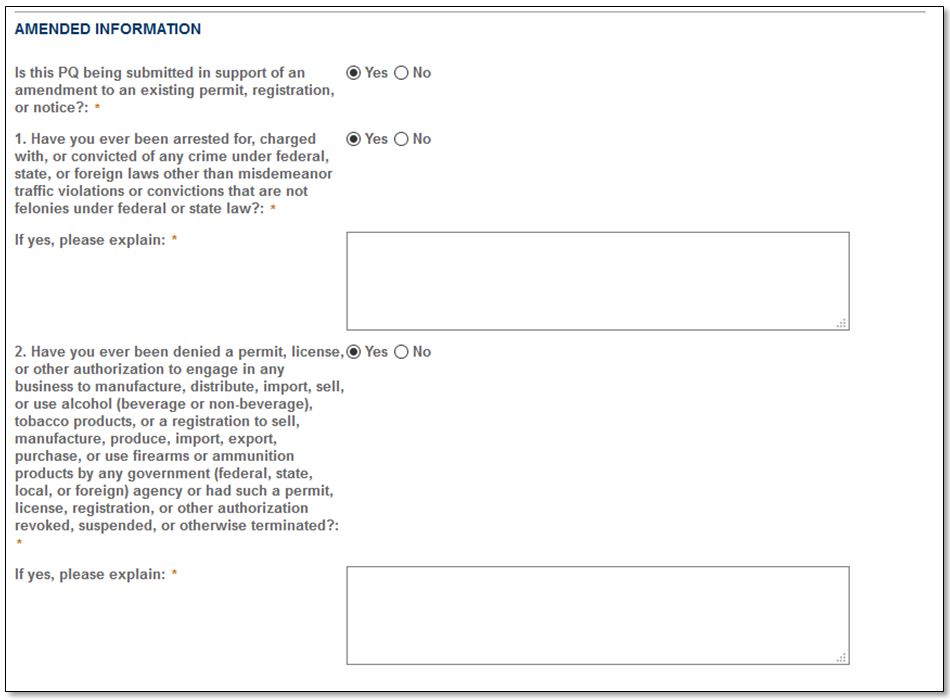 AMENDED INFORMATION
Is this PQ being submitted in support of an
amendment to an existing permit, registration,
or notice?: *
Yes No
1. Have you ever been arrested for, charged
with, or convicted of any crime under federal,
state, or foreign laws other than misdemeanor
traffic violations or convictions that are not
felonies under federal or state law?: *
Yes No
If yes, please explain: *
2. Have you ever been denied a permit, license,
or other authorization to engage in any
business to manufacture, distribute, import, sell,
or use alcohol (beverage or non-beverage),
tobacco products, or a registration to sell,
manufacture, produce, import, export,
purchase, or use firearms or ammunition
products by any government (federal, state,
local, or foreign) agency or had such a permit,
license, registration, or other authorization
revoked, suspended, or otherwise terminated?:
*
Yes No
If yes, please explain: *